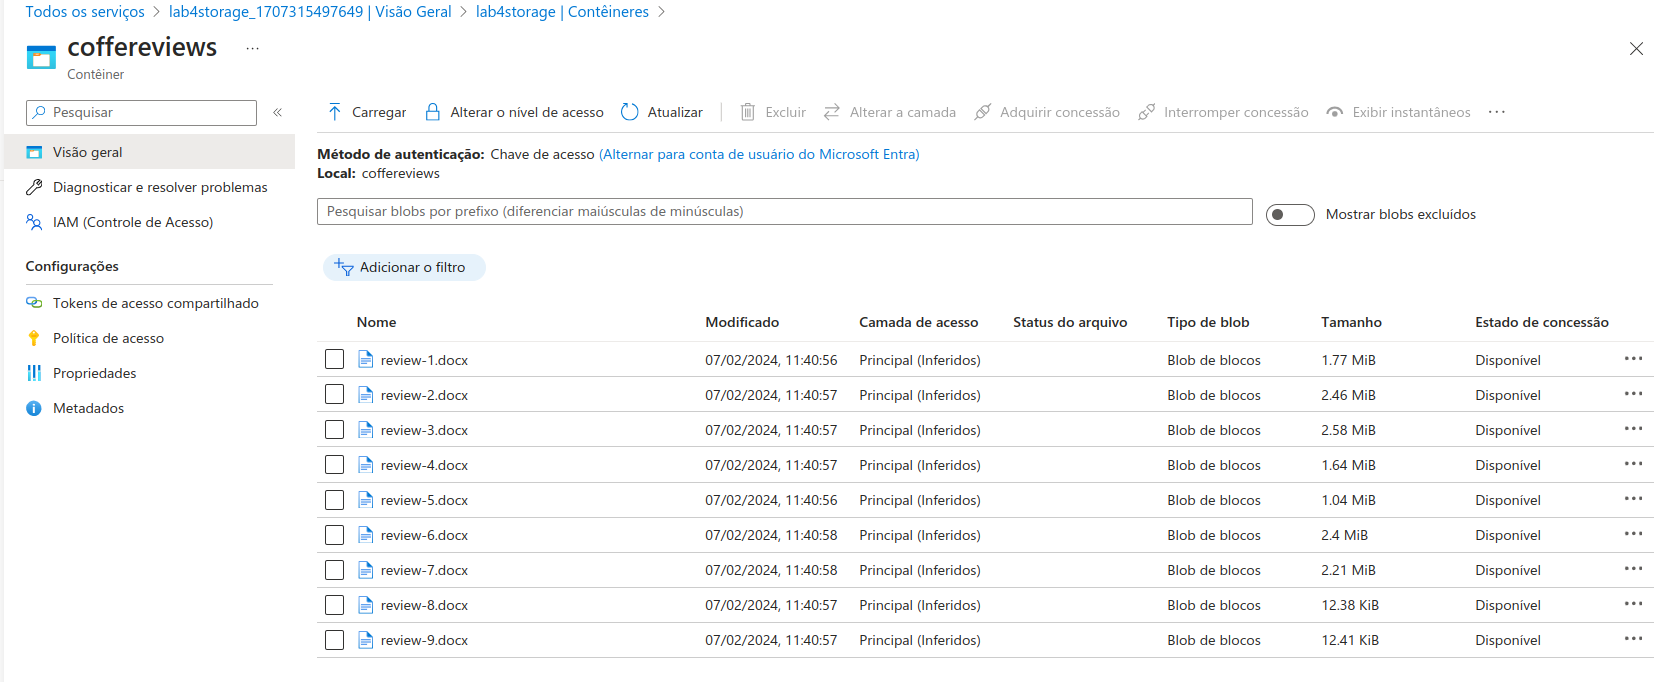 Todos os serviços > lab4storage_1707315497649 | Visão Geral > lab4storage | Contêineres >
coffereviews ...
Contêiner
Pesquisar «
Carregar Alterar o nível de acesso Atualizar Excluir Alterar a camada Adquirir concessão Interromper concessão Exibir instantâneos ...
Visão geral
Diagnosticar e resolver problemas
IAM (Controle de Acesso)
Configurações
Tokens de acesso compartilhado
Política de acesso
Propriedades
Metadados
Método de autenticação: Chave de acesso (Alternar para conta de usuário do Microsoft Entra)
Local: coffereviews
Pesquisar blobs por prefixo (diferenciar maiúsculas de minúsculas)
Mostrar blobs excluídos
Adicionar o filtro
Nome Modificado Camada de acesso Status do arquivo Tipo de blob Tamanho Estado de concessão
review-1.docx 07/02/2024, 11:40:56 Principal (Inferidos) Blob de blocos 1.77 MiB Disponível ...
review-2.docx 07/02/2024, 11:40:57 Principal (Inferidos) Blob de blocos 2.46 MiB Disponível ...
review-3.docx 07/02/2024, 11:40:57 Principal (Inferidos) Blob de blocos 2.58 MiB Disponível ...
review-4.docx 07/02/2024, 11:40:57 Principal (Inferidos) Blob de blocos 1.64 MiB Disponível ...
review-5.docx 07/02/2024, 11:40:56 Principal (Inferidos) Blob de blocos 1.04 MiB Disponível ...
review-6.docx 07/02/2024, 11:40:58 Principal (Inferidos) Blob de blocos 2.4 MiB Disponível ...
review-7.docx 07/02/2024, 11:40:58 Principal (Inferidos) Blob de blocos 2.21 MiB Disponível ...
review-8.docx 07/02/2024, 11:40:57 Principal (Inferidos) Blob de blocos 12.38 KiB Disponível ...
review-9.docx 07/02/2024, 11:40:57 Principal (Inferidos) Blob de blocos 12.41 KiB Disponível ...